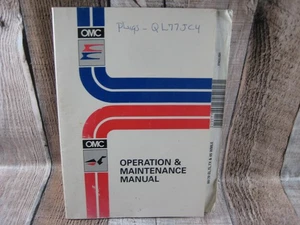 Plugs - QL77JC4
OMC
OMC
OPERATION &
MAINTENANCE
MANUAL